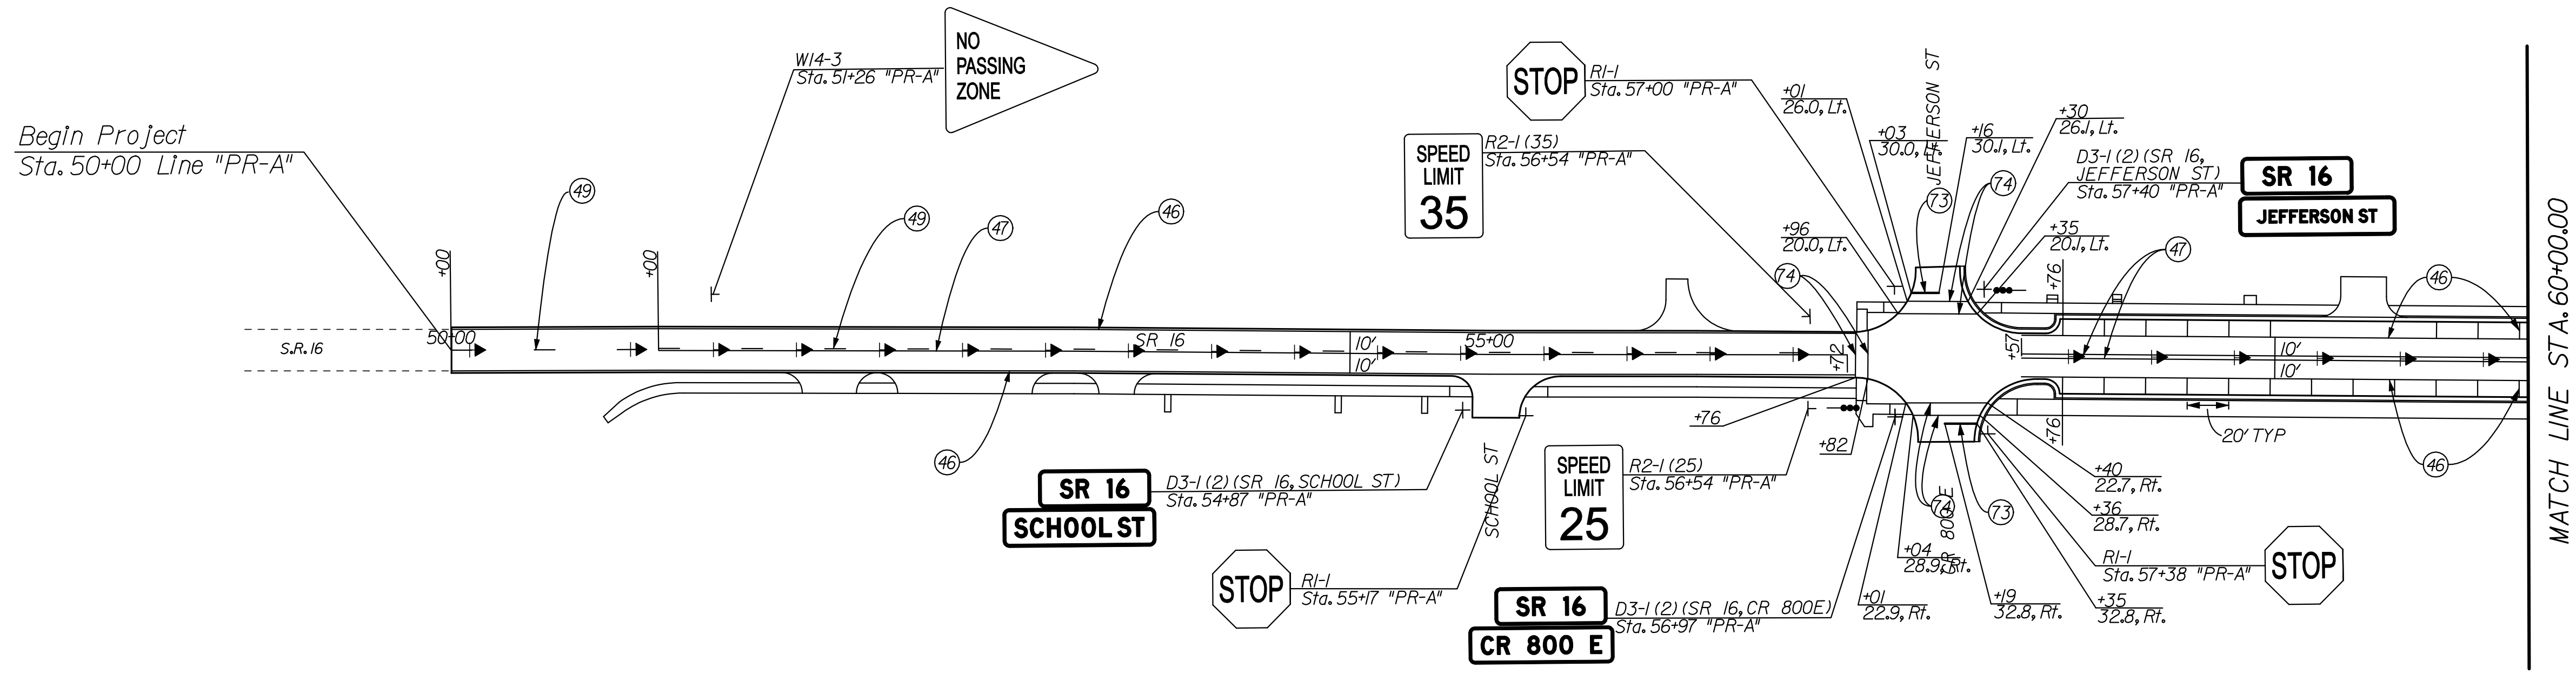 Begin Project
Sta. 50+00 Line "PR-A"
W14-3
Sta. 51+26 "PR-A"
NO
PASSING
ZONE
49
49
47
46
+00
+00
S.R.16
50+00
SR 16
10'
10'
55+00
46
STOP
R1-1
Sta. 57+00 "PR-A"
SPEED
LIMIT
35
R2-1 (35)
Sta. 56+54 "PR-A"
+01
26.0, Lt.
+03
30.0, Lt.
JEFFERSON ST
+16
30.1, Lt.
+30
26.1, Lt.
D3-1 (2) (SR 16,
JEFFERSON ST)
Sta. 57+40 "PR-A"
SR 16
JEFFERSON ST
73
74
+96
20.0, Lt.
74
+35
20.1, Lt.
47
+76
46
+72
+57
10'
10'
+76
20' TYP
46
+76
+82
SR 16
SCHOOL ST
D3-1 (2) (SR 16, SCHOOL ST)
Sta. 54+87 "PR-A"
SCHOOL ST
STOP
R1-1
Sta. 55+17 "PR-A"
SPEED
LIMIT
25
R2-1 (25)
Sta. 56+54 "PR-A"
SR 16
CR 800 E
D3-1 (2) (SR 16, CR 800E)
Sta. 56+97 "PR-A"
74
CR 800 E
73
+04
28.9, Rt.
+01
22.9, Rt.
+19
32.8, Rt.
+35
32.8, Rt.
+40
22.7, Rt.
+36
28.7, Rt.
R1-1
Sta. 57+38 "PR-A"
STOP
MATCH LINE STA. 60+00.00